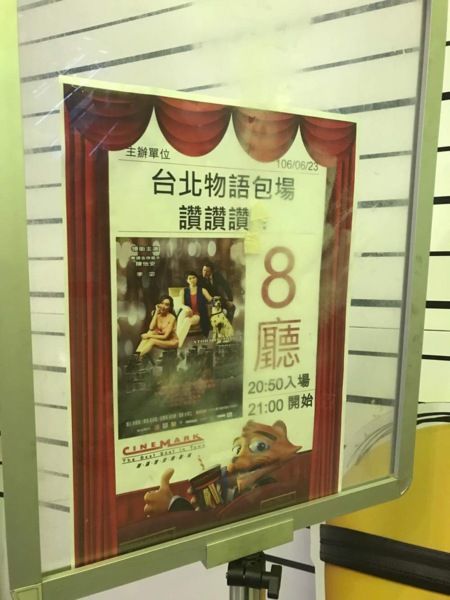 主辦單位
106/06/23
台北物語包場
讚讚讚
8
廳
20:50入場
21:00 開始
CINEMARK
The Best Seat in Town